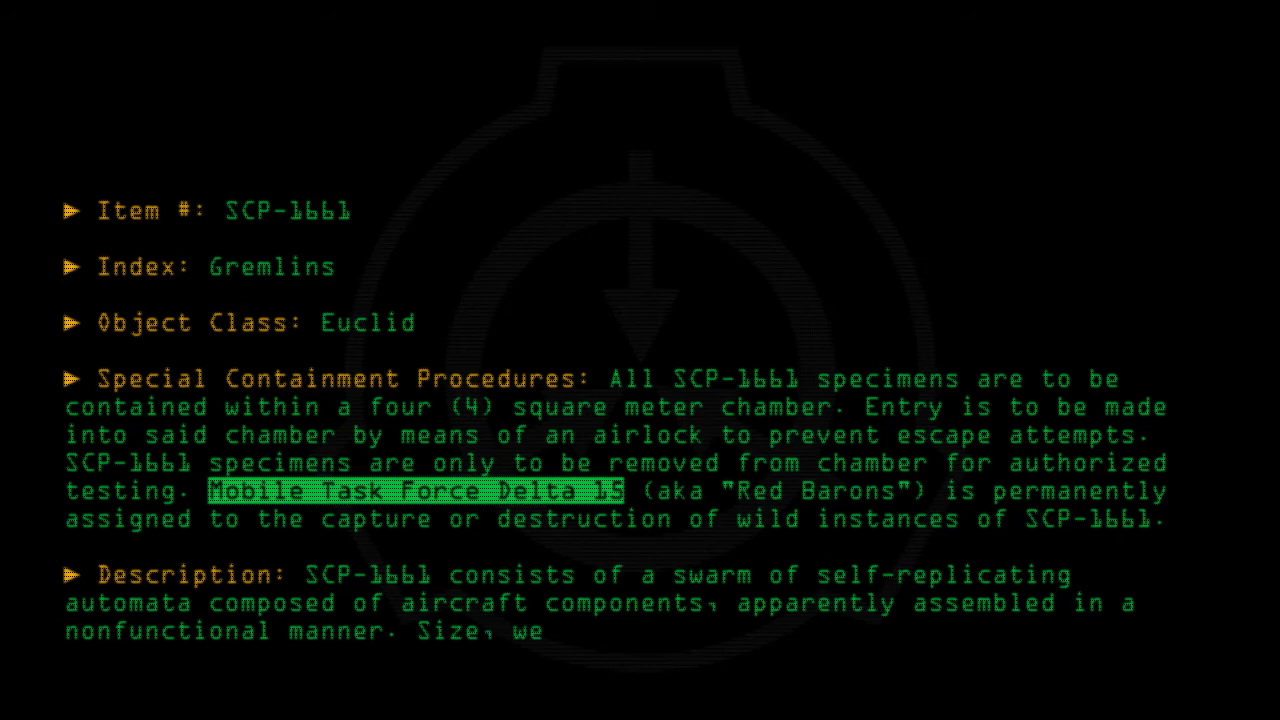 ► Item #: SCP-1661
► Index: Gremlins
► Object Class: Euclid
► Special Containment Procedures: All SCP-1661 specimens are to be
contained within a four (4) square meter chamber. Entry is to be made
into said chamber by means of an airlock to prevent escape attempts.
SCP-1661 specimens are only to be removed from chamber for authorized
testing. Mobile Task Force Delta 15 (aka "Red Barons") is permanently
assigned to the capture or destruction of wild instances of SCP-1661.
► Description: SCP-1661 consists of a swarm of self-replicating
automata composed of aircraft components, apparently assembled in a
nonfunctional manner. Size, we